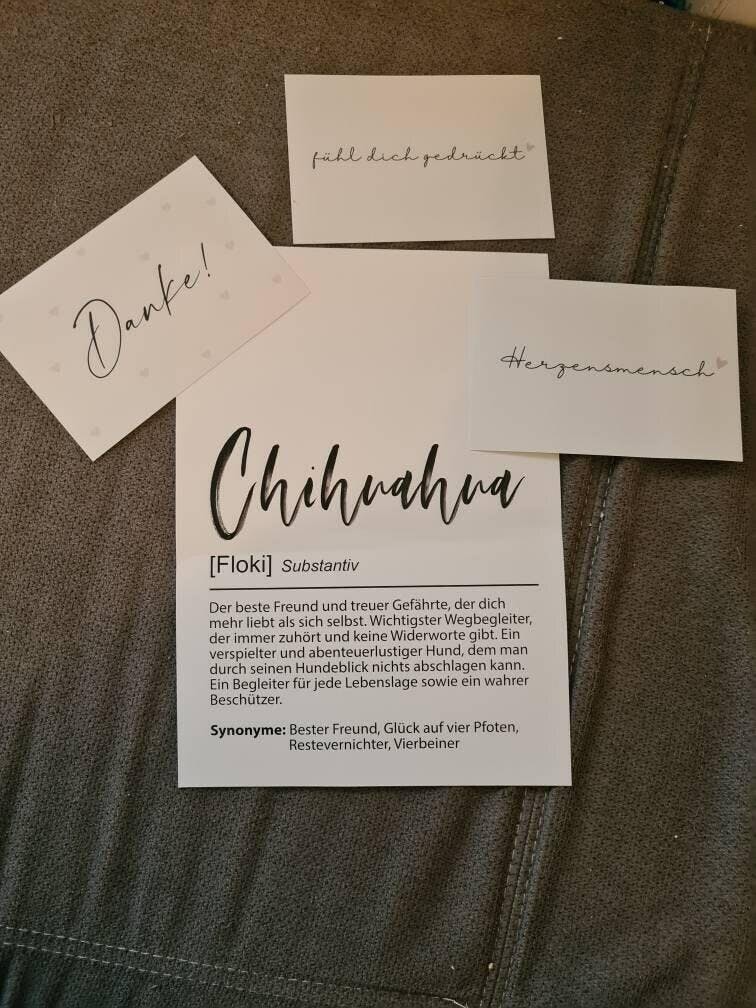 fühl dich gedrückt
Danke!
Herzensmensch
Chihuahua
[Floki] Substantiv
Der beste Freund und treuer Gefährte, der dich
mehr liebt als sich selbst. Wichtigster Wegbegleiter,
der immer zuhört und keine Widerworte gibt. Ein
verspielter und abenteuerlustiger Hund, dem man
durch seinen Hundeblick nichts abschlagen kann.
Ein Begleiter für jede Lebenslage sowie ein wahrer
Beschützer.
Synonyme: Bester Freund, Glück auf vier Pfoten,
Restevernichter, Vierbeiner